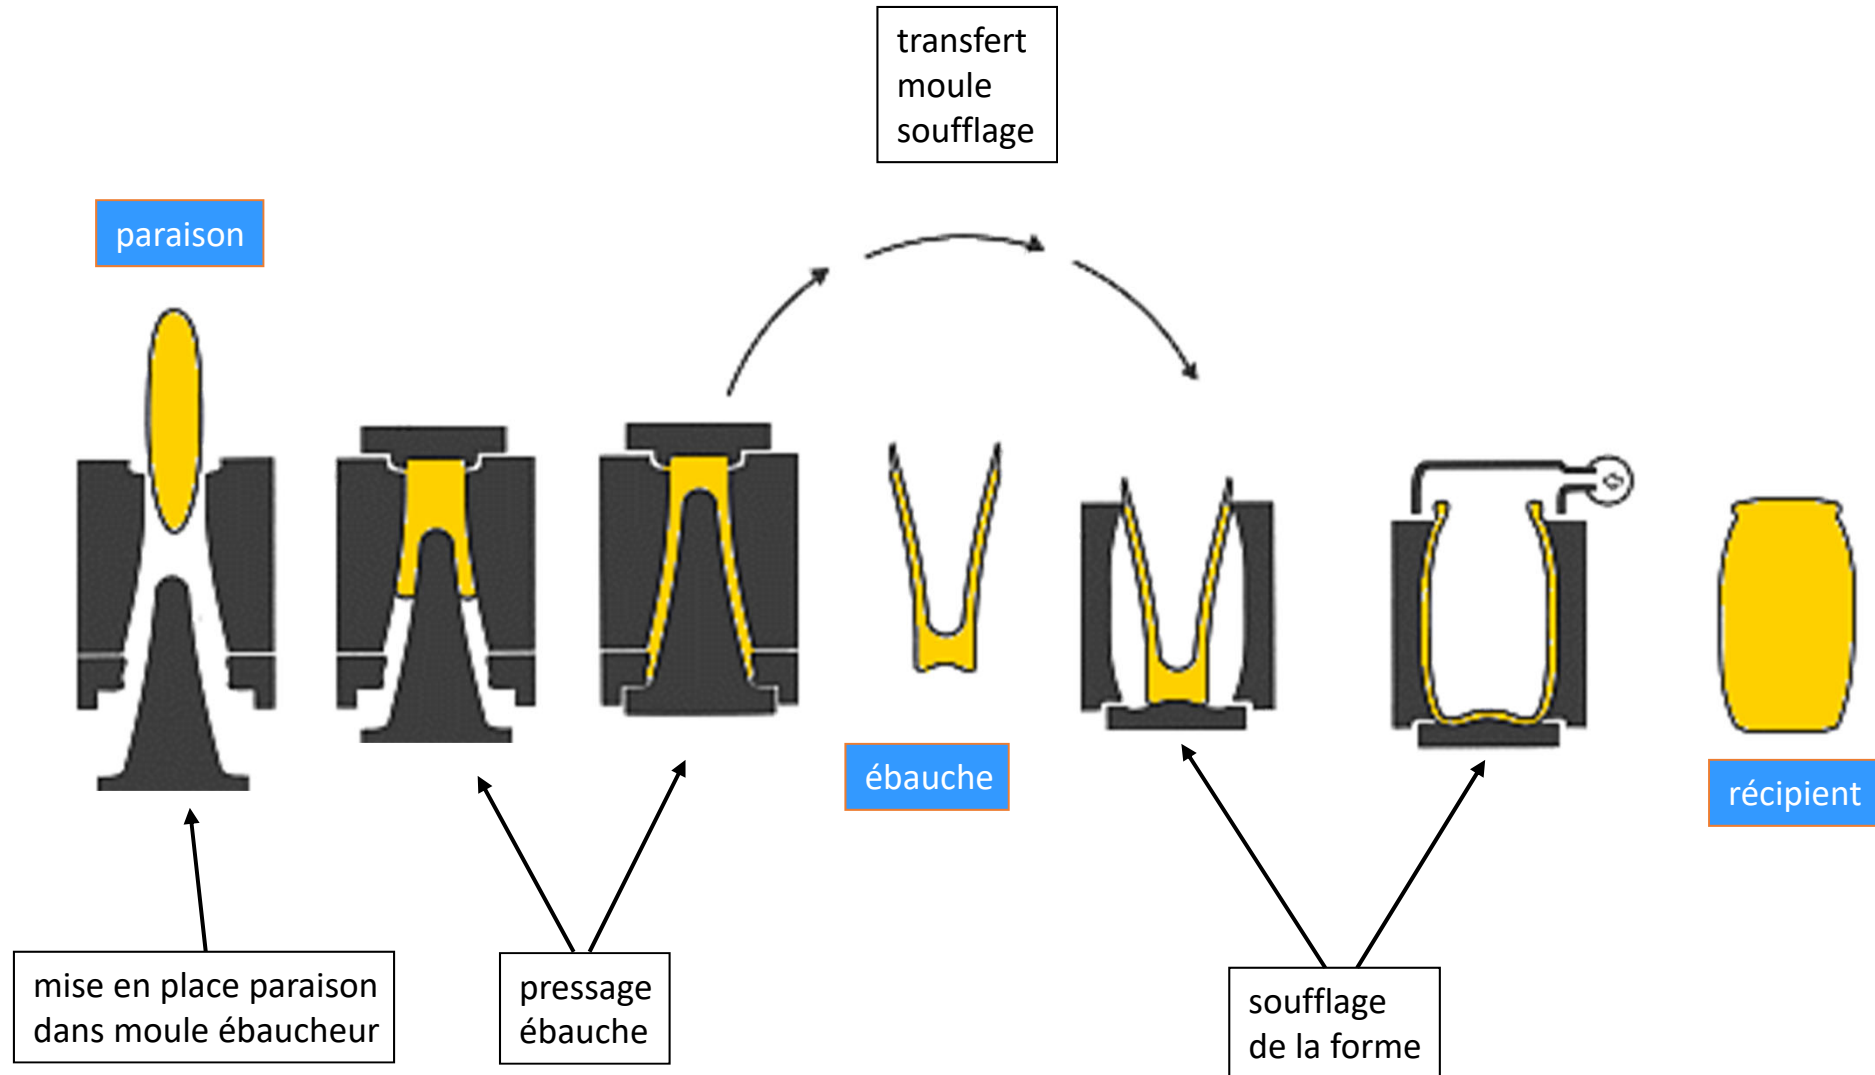 transfert
moule
soufflage
paraison
ébauche
récipient
mise en place paraison
dans moule ébaucheur
pressage
ébauche
soufflage
de la forme